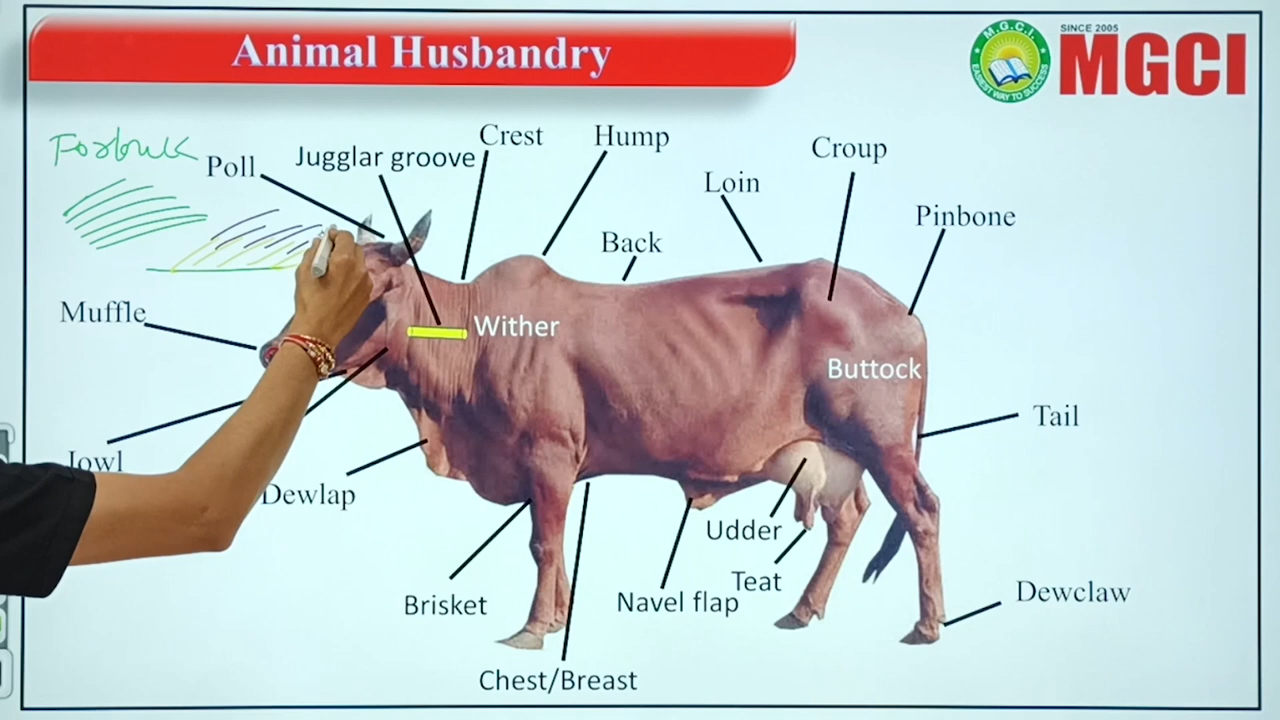 Animal Husbandry
M.G.C.I.
EASIEST WAY TO SUCCESS
SINCE 2005
MGCI
Poll
Jugglar groove
Crest
Hump
Loin
Croup
Pinbone
Back
Muffle
Wither
Buttock
Tail
Jowl
Dewlap
Udder
Teat
Brisket
Navel flap
Dewclaw
Chest/Breast